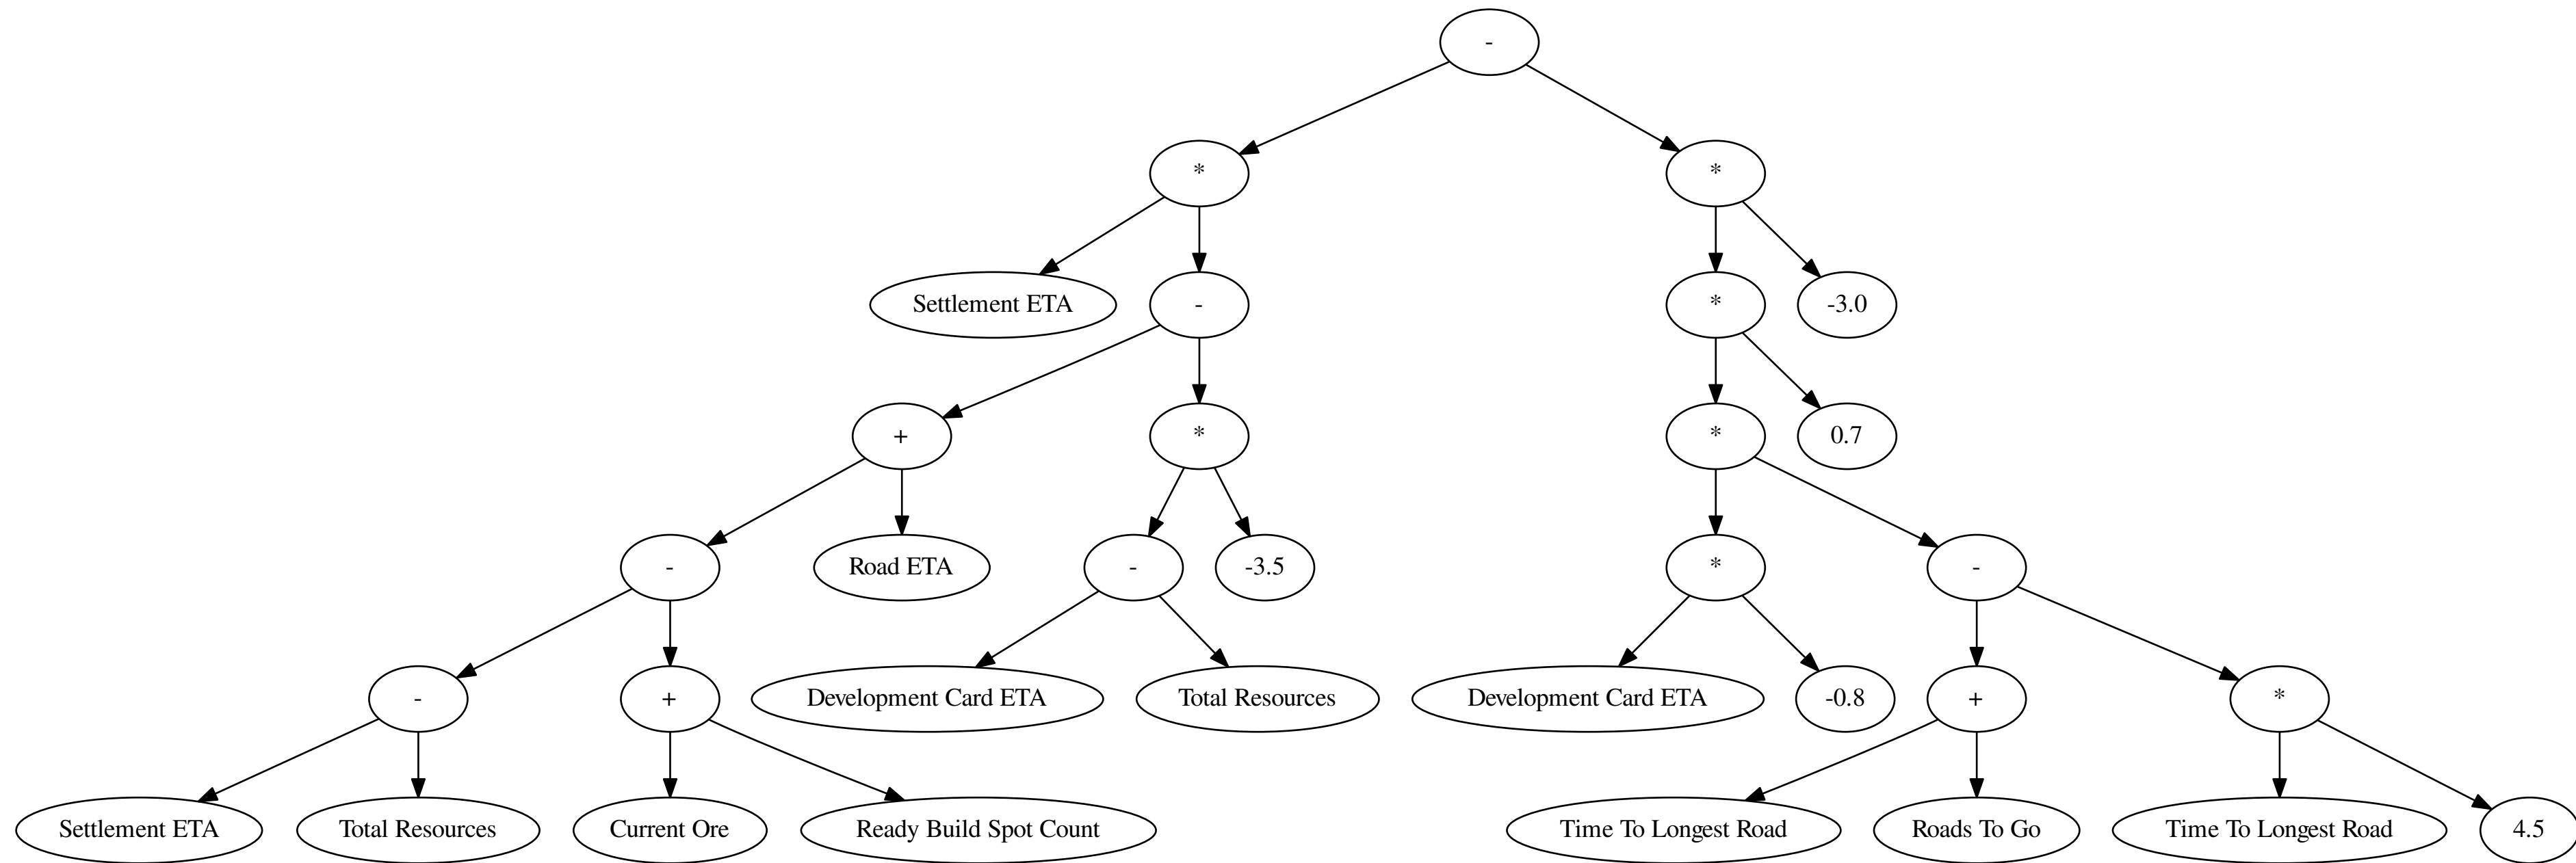 -
* *
Settlement ETA - * -3.0
+ * * 0.7
- Road ETA - -3.5 * -
- + Development Card ETA Total Resources Development Card ETA -0.8 + *
Settlement ETA Total Resources Current Ore Ready Build Spot Count Time To Longest Road Roads To Go Time To Longest Road 4.5